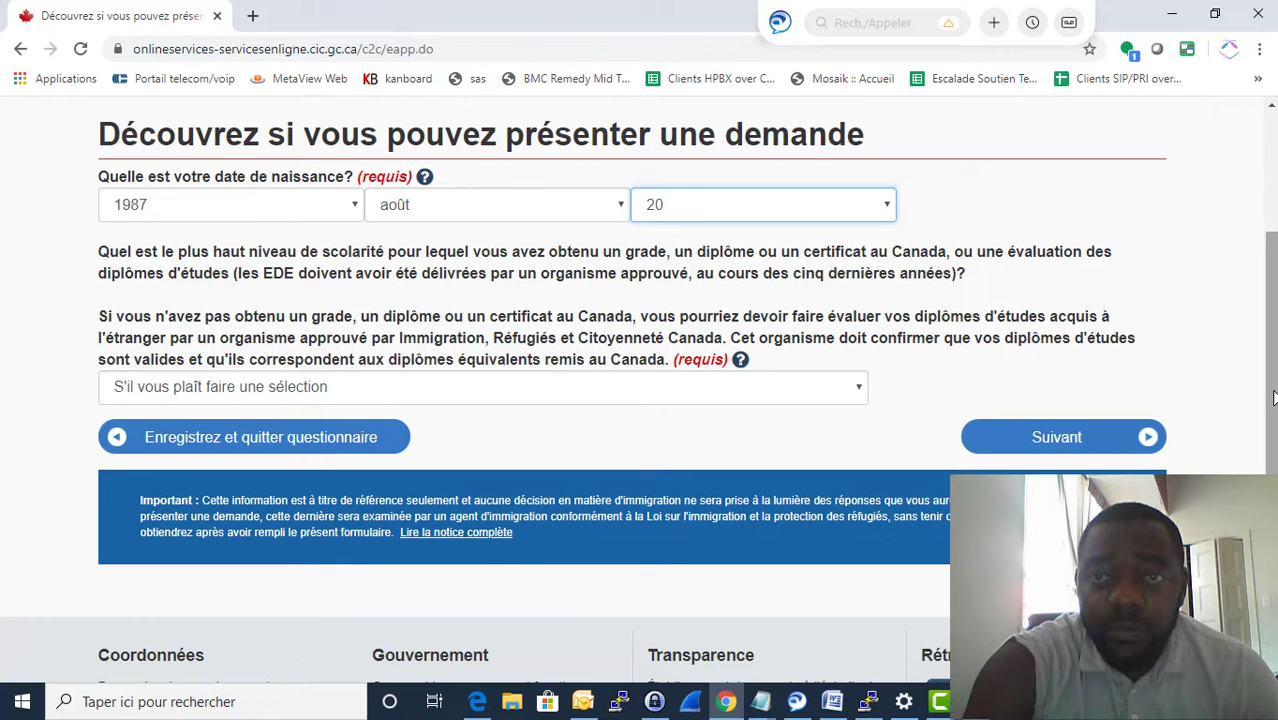 Découvrez si vous pouvez préser
Rech./Appeler
onlineservices-servicesenligne.cic.gc.ca/c2c/eapp.do
1
Applications
Portail telecom/voip
MetaView Web
KB kanboard
sas
BMC Remedy Mid T...
Clients HPBX over C...
Mosaik :: Accueil
Escalade Soutien Te...
Clients SIP/PRI over...
»
Découvrez si vous pouvez présenter une demande
Quelle est votre date de naissance? (requis) ?
1987 août 20
Quel est le plus haut niveau de scolarité pour lequel vous avez obtenu un grade, un diplôme ou un certificat au Canada, ou une évaluation des
diplômes d'études (les EDE doivent avoir été délivrées par un organisme approuvé, au cours des cinq dernières années)?
Si vous n'avez pas obtenu un grade, un diplôme ou un certificat au Canada, vous pourriez devoir faire évaluer vos diplômes d'études acquis à
l'étranger par un organisme approuvé par Immigration, Réfugiés et Citoyenneté Canada. Cet organisme doit confirmer que vos diplômes d'études
sont valides et qu'ils correspondent aux diplômes équivalents remis au Canada. (requis) ?
S'il vous plaît faire une sélection
Enregistrez et quitter questionnaire
Suivant
Important : Cette information est à titre de référence seulement et aucune décision en matière d'immigration ne sera prise à la lumière des réponses que vous aur
présenter une demande, cette dernière sera examinée par un agent d'immigration conformément à la Loi sur l'immigration et la protection des réfugiés, sans tenir
obtiendrez après avoir rempli le présent formulaire. Lire la notice complète
Coordonnées
Gouvernement
Transparence
Rétr
Taper ici pour rechercher